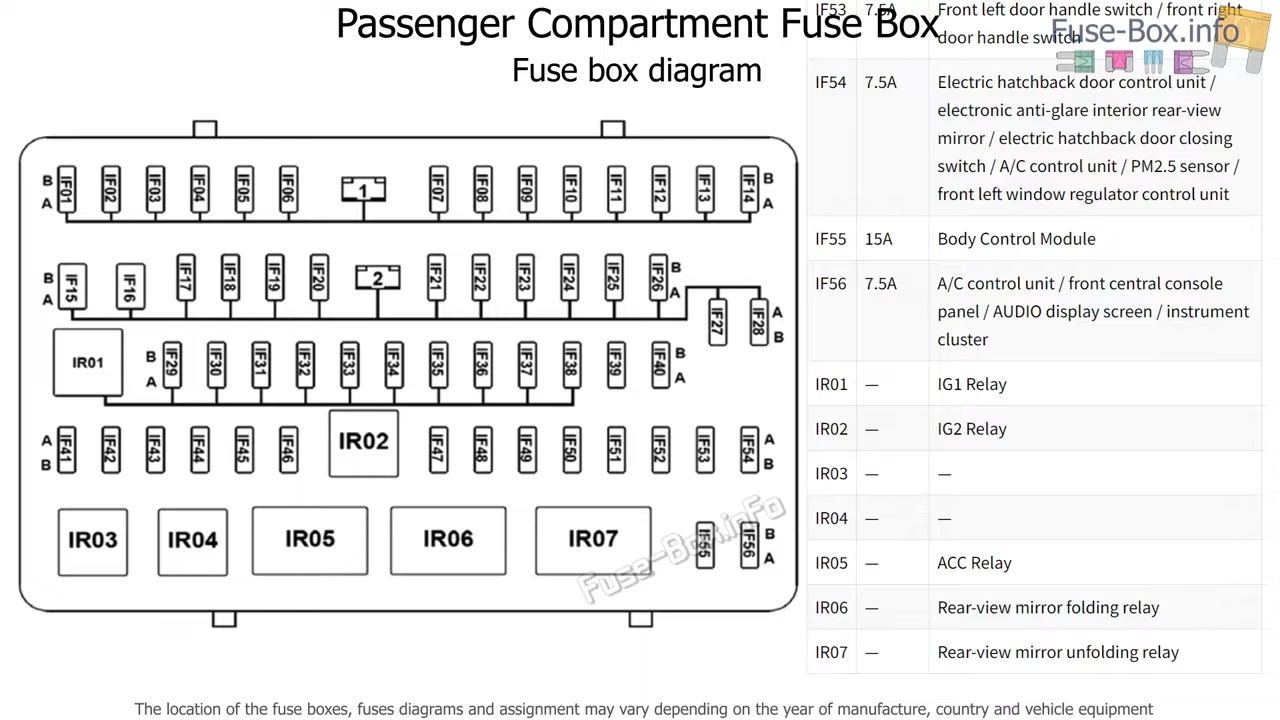 Passenger Compartment Fuse Box
Fuse box diagram
Fuse-Box.info
B IF01 IF02 IF03 IF04 IF05 IF06 1 IF07 IF08 IF09 IF10 IF11 IF12 IF13 IF14 B
A A
B IF15 IF16 IF17 IF18 IF19 IF20 2 IF21 IF22 IF23 IF24 IF25 IF26 B
A A
IF27 IF28 A
B
IR01 B IF29 IF30 IF31 IF32 IF33 IF34 IF35 IF36 IF37 IF38 IF39 IF40 B
A A
A IF41 IF42 IF43 IF44 IF45 IF46 IR02 IF47 IF48 IF49 IF50 IF51 IF52 IF53 IF54 A
B B
IR03 IR04 IR05 IR06 IR07 IF55 IF56 B
A
Fuse-Box.inFo
IF53 7.5A Front left door handle switch / front right
door handle switch
IF54 7.5A Electric hatchback door control unit /
electronic anti-glare interior rear-view
mirror / electric hatchback door closing
switch / A/C control unit / PM2.5 sensor /
front left window regulator control unit
IF55 15A Body Control Module
IF56 7.5A A/C control unit / front central console
panel / AUDIO display screen / instrument
cluster
IR01 — IG1 Relay
IR02 — IG2 Relay
IR03 — —
IR04 — —
IR05 — ACC Relay
IR06 — Rear-view mirror folding relay
IR07 — Rear-view mirror unfolding relay
The location of the fuse boxes, fuses diagrams and assignment may vary depending on the year of manufacture, country and vehicle equipment